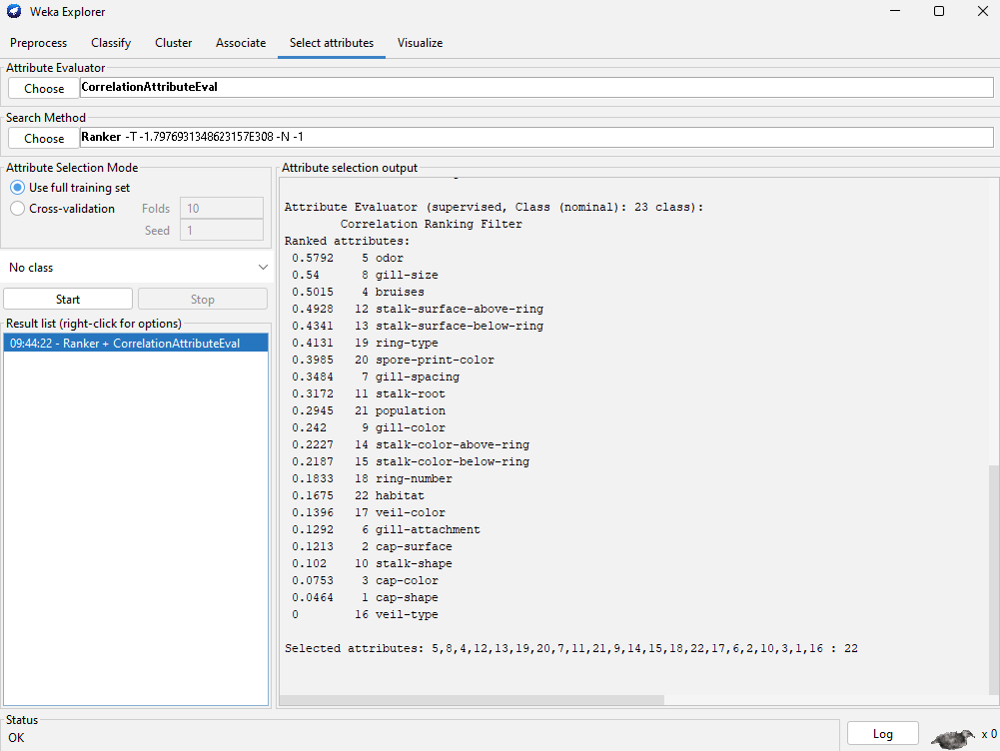 Weka Explorer
Preprocess Classify Cluster Associate Select attributes Visualize
Attribute Evaluator
Choose CorrelationAttributeEval
Search Method
Choose Ranker -T -1.7976931348623157E308 -N -1
Attribute Selection Mode
Use full training set
Cross-validation Folds 10
Seed 1
No class
Start Stop
Result list (right-click for options)
09:44:22 - Ranker + CorrelationAttributeEval
Attribute selection output
Attribute Evaluator (supervised, Class (nominal): 23 class):
Correlation Ranking Filter
Ranked attributes:
0.5792 5 odor
0.54 8 gill-size
0.5015 4 bruises
0.4928 12 stalk-surface-above-ring
0.4341 13 stalk-surface-below-ring
0.4131 19 ring-type
0.3985 20 spore-print-color
0.3484 7 gill-spacing
0.3172 11 stalk-root
0.2945 21 population
0.242 9 gill-color
0.2227 14 stalk-color-above-ring
0.2187 15 stalk-color-below-ring
0.1833 18 ring-number
0.1675 22 habitat
0.1396 17 veil-color
0.1292 6 gill-attachment
0.1213 2 cap-surface
0.102 10 stalk-shape
0.0753 3 cap-color
0.0464 1 cap-shape
0 16 veil-type
Selected attributes: 5,8,4,12,13,19,20,7,11,21,9,14,15,18,22,17,6,2,10,3,1,16 : 22
Status
OK
Log
x 0